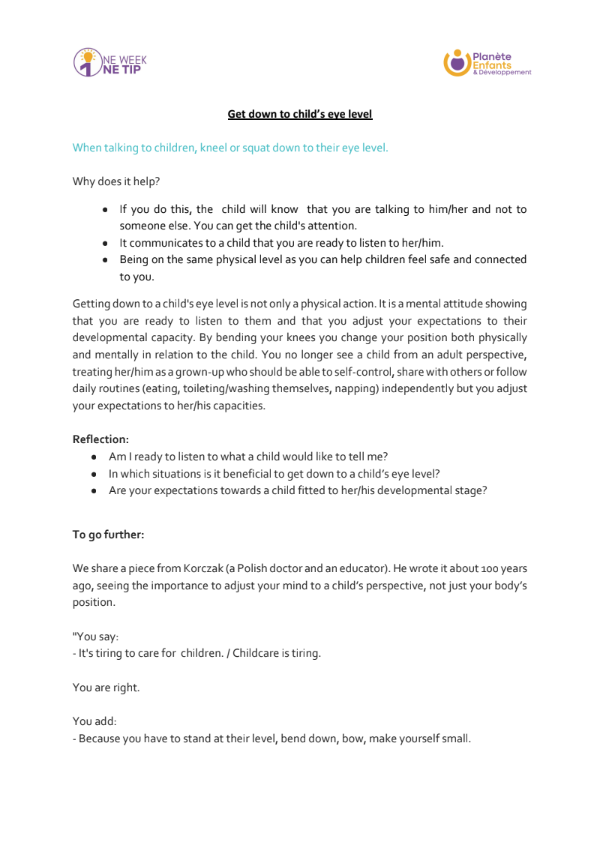 1 ONE WEEK
ONE TIP
Planète
Enfants
& Développement
Get down to child's eye level
When talking to children, kneel or squat down to their eye level.
Why does it help?
● If you do this, the child will know that you are talking to him/her and not to
someone else. You can get the child's attention.
● It communicates to a child that you are ready to listen to her/him.
● Being on the same physical level as you can help children feel safe and connected
to you.
Getting down to a child's eye level is not only a physical action. It is a mental attitude showing
that you are ready to listen to them and that you adjust your expectations to their
developmental capacity. By bending your knees you change your position both physically
and mentally in relation to the child. You no longer see a child from an adult perspective,
treating her/him as a grown-up who should be able to self-control, share with others or follow
daily routines (eating, toileting/washing themselves, napping) independently but you adjust
your expectations to her/his capacities.
Reflection:
● Am I ready to listen to what a child would like to tell me?
● In which situations is it beneficial to get down to a child's eye level?
● Are your expectations towards a child fitted to her/his developmental stage?
To go further:
We share a piece from Korczak (a Polish doctor and an educator). He wrote it about 100 years
ago, seeing the importance to adjust your mind to a child's perspective, not just your body's
position.
"You say:
- It's tiring to care for children. / Childcare is tiring.
You are right.
You add:
- Because you have to stand at their level, bend down, bow, make yourself small.